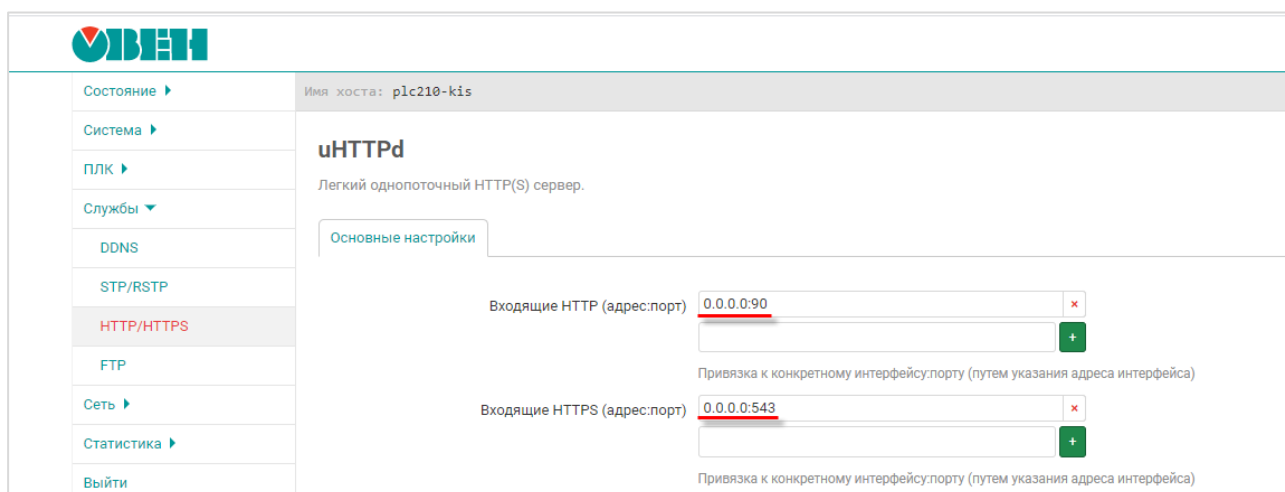 ОВЕН
Состояние
Имя хоста: plc210-kis
Система
ПЛК
Службы
DDNS
STP/RSTP
HTTP/HTTPS
FTP
Сеть
Статистика
Выйти
uHTTPd
Легкий однопоточный HTTP(S) сервер.
Основные настройки
Входящие HTTP (адрес:порт) 0.0.0.0:90 ×
+
Привязка к конкретному интерфейсу:порту (путем указания адреса интерфейса)
Входящие HTTPS (адрес:порт) 0.0.0.0:543 ×
+
Привязка к конкретному интерфейсу:порту (путем указания адреса интерфейса)